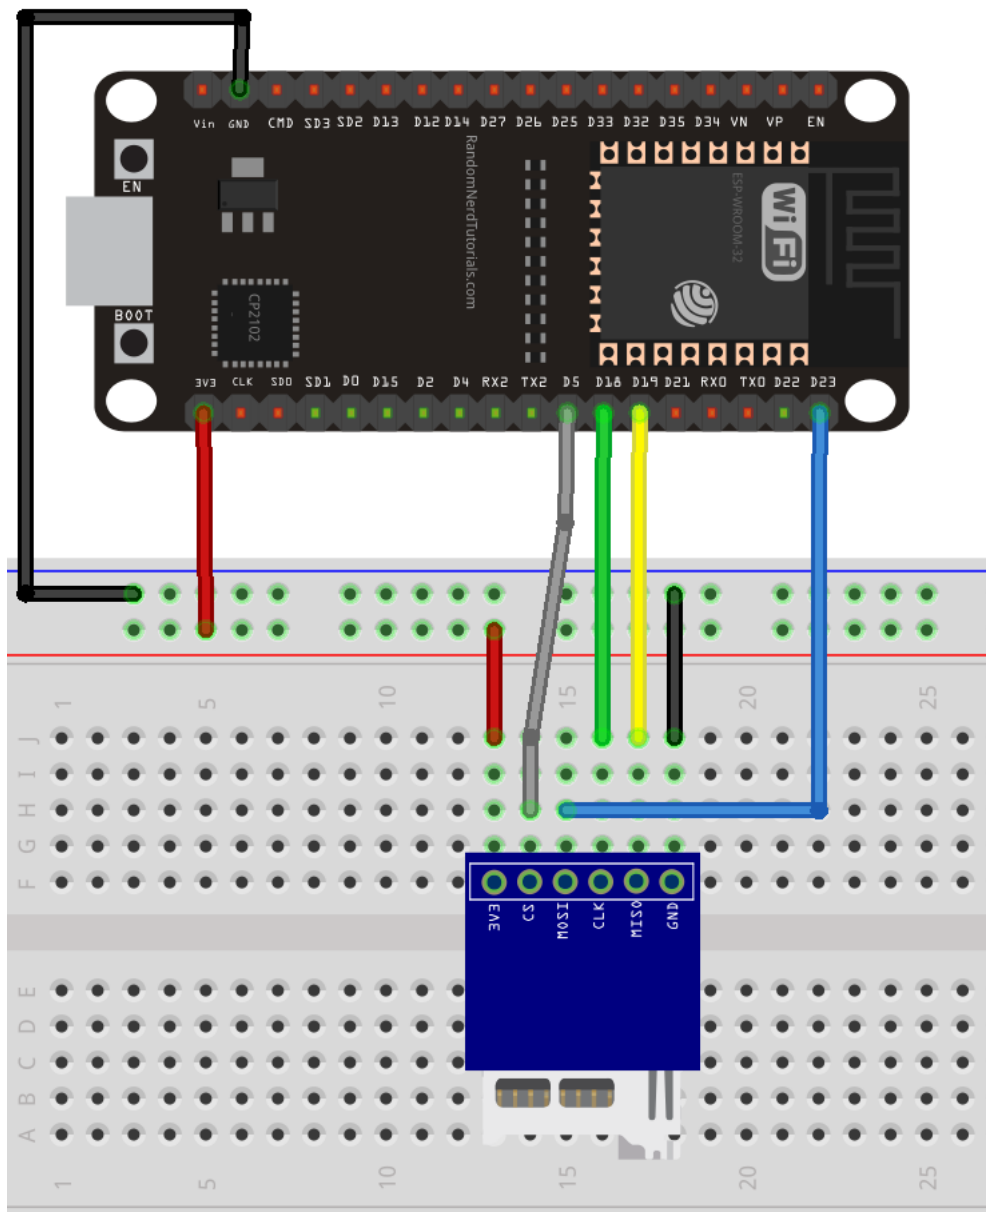 Vin GND CMD SD3 SD2 D13 D12 D14 D27 D26 D25 D33 D32 D35 D34 VN VP EN
EN
RandomNerdTutorials.com
ESP-WROOM-32
WiFi
CP2102
BOOT
3V3 CLK SD0 SD1 D0 D15 D2 D4 RX2 TX2 D5 D18 D19 D21 RX0 TX0 D22 D23
1 5 10 15 20 25
J
I
H
G
F
3V3 CS MOSI CLK MISO GND
E
D
C
B
A
1 5 15 20 25